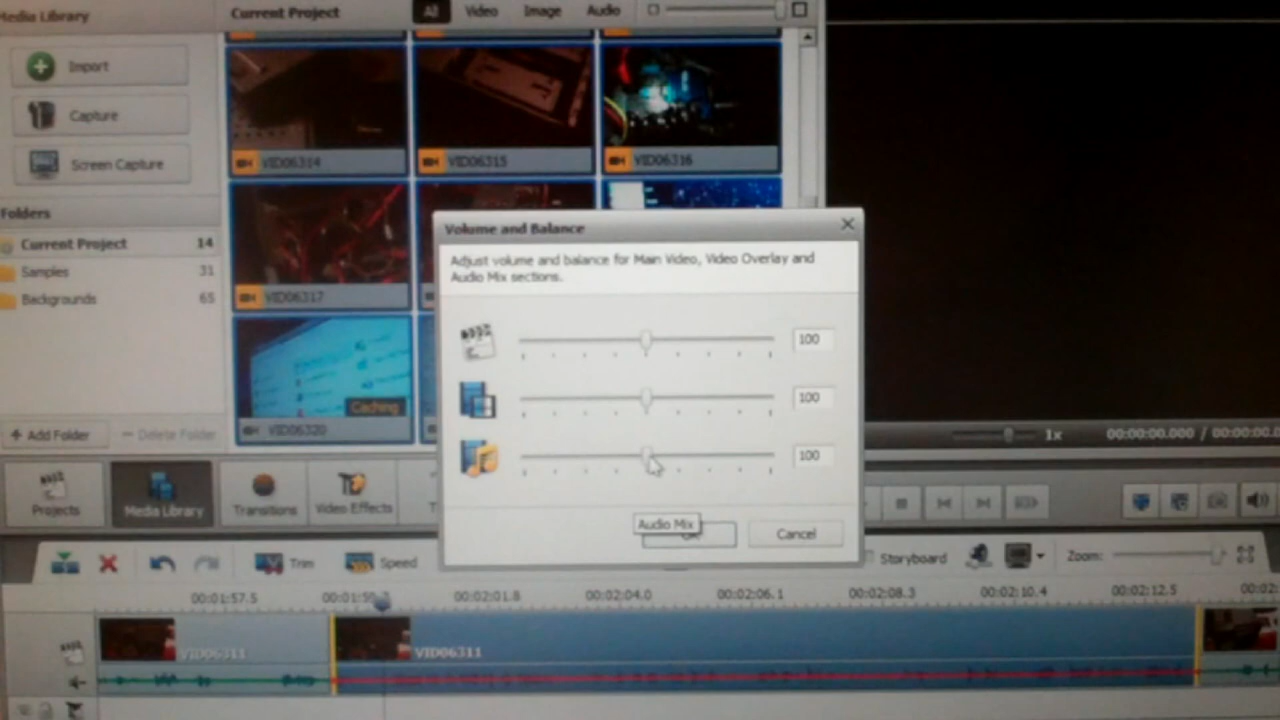 Media Library
Current Project
All
Video
Image
Audio
Import
Capture
Screen Capture
Folders
Current Project 14
Samples 31
Backgrounds 65
+ Add Folder
Delete Folder
VID06314
VID06315
VID06316
VID06317
Caching
VID06320
Volume and Balance
Adjust volume and balance for Main Video, Video Overlay and
Audio Mix sections.
100
100
100
Audio Mix
Cancel
1x
00:00:00.000 / 00:00:00.0
Projects
Media Library
Transitions
Video Effects
T
Trim
Speed
Storyboard
Zoom:
00:01:57.5
00:02:01.8
00:02:04.0
00:02:06.1
00:02:08.3
00:02:10.4
00:02:12.5
00:02:
VID06311
VID06311